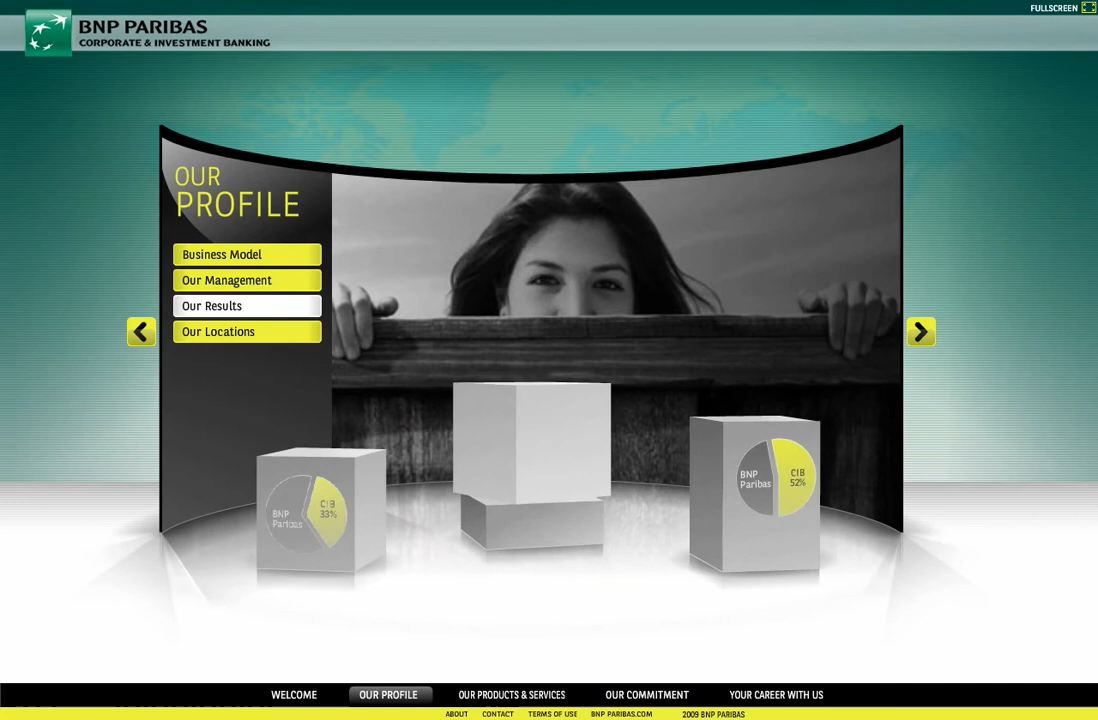 FULLSCREEN
BNP PARIBAS
CORPORATE & INVESTMENT BANKING
OUR
PROFILE
Business Model
Our Management
Our Results
Our Locations
BNP
Paribas
CIB
33%
BNP
Paribas
CIB
52%
WELCOME OUR PROFILE OUR PRODUCTS & SERVICES OUR COMMITMENT YOUR CAREER WITH US
ABOUT CONTACT TERMS OF USE BNP PARIBAS.COM 2009 BNP PARIBAS